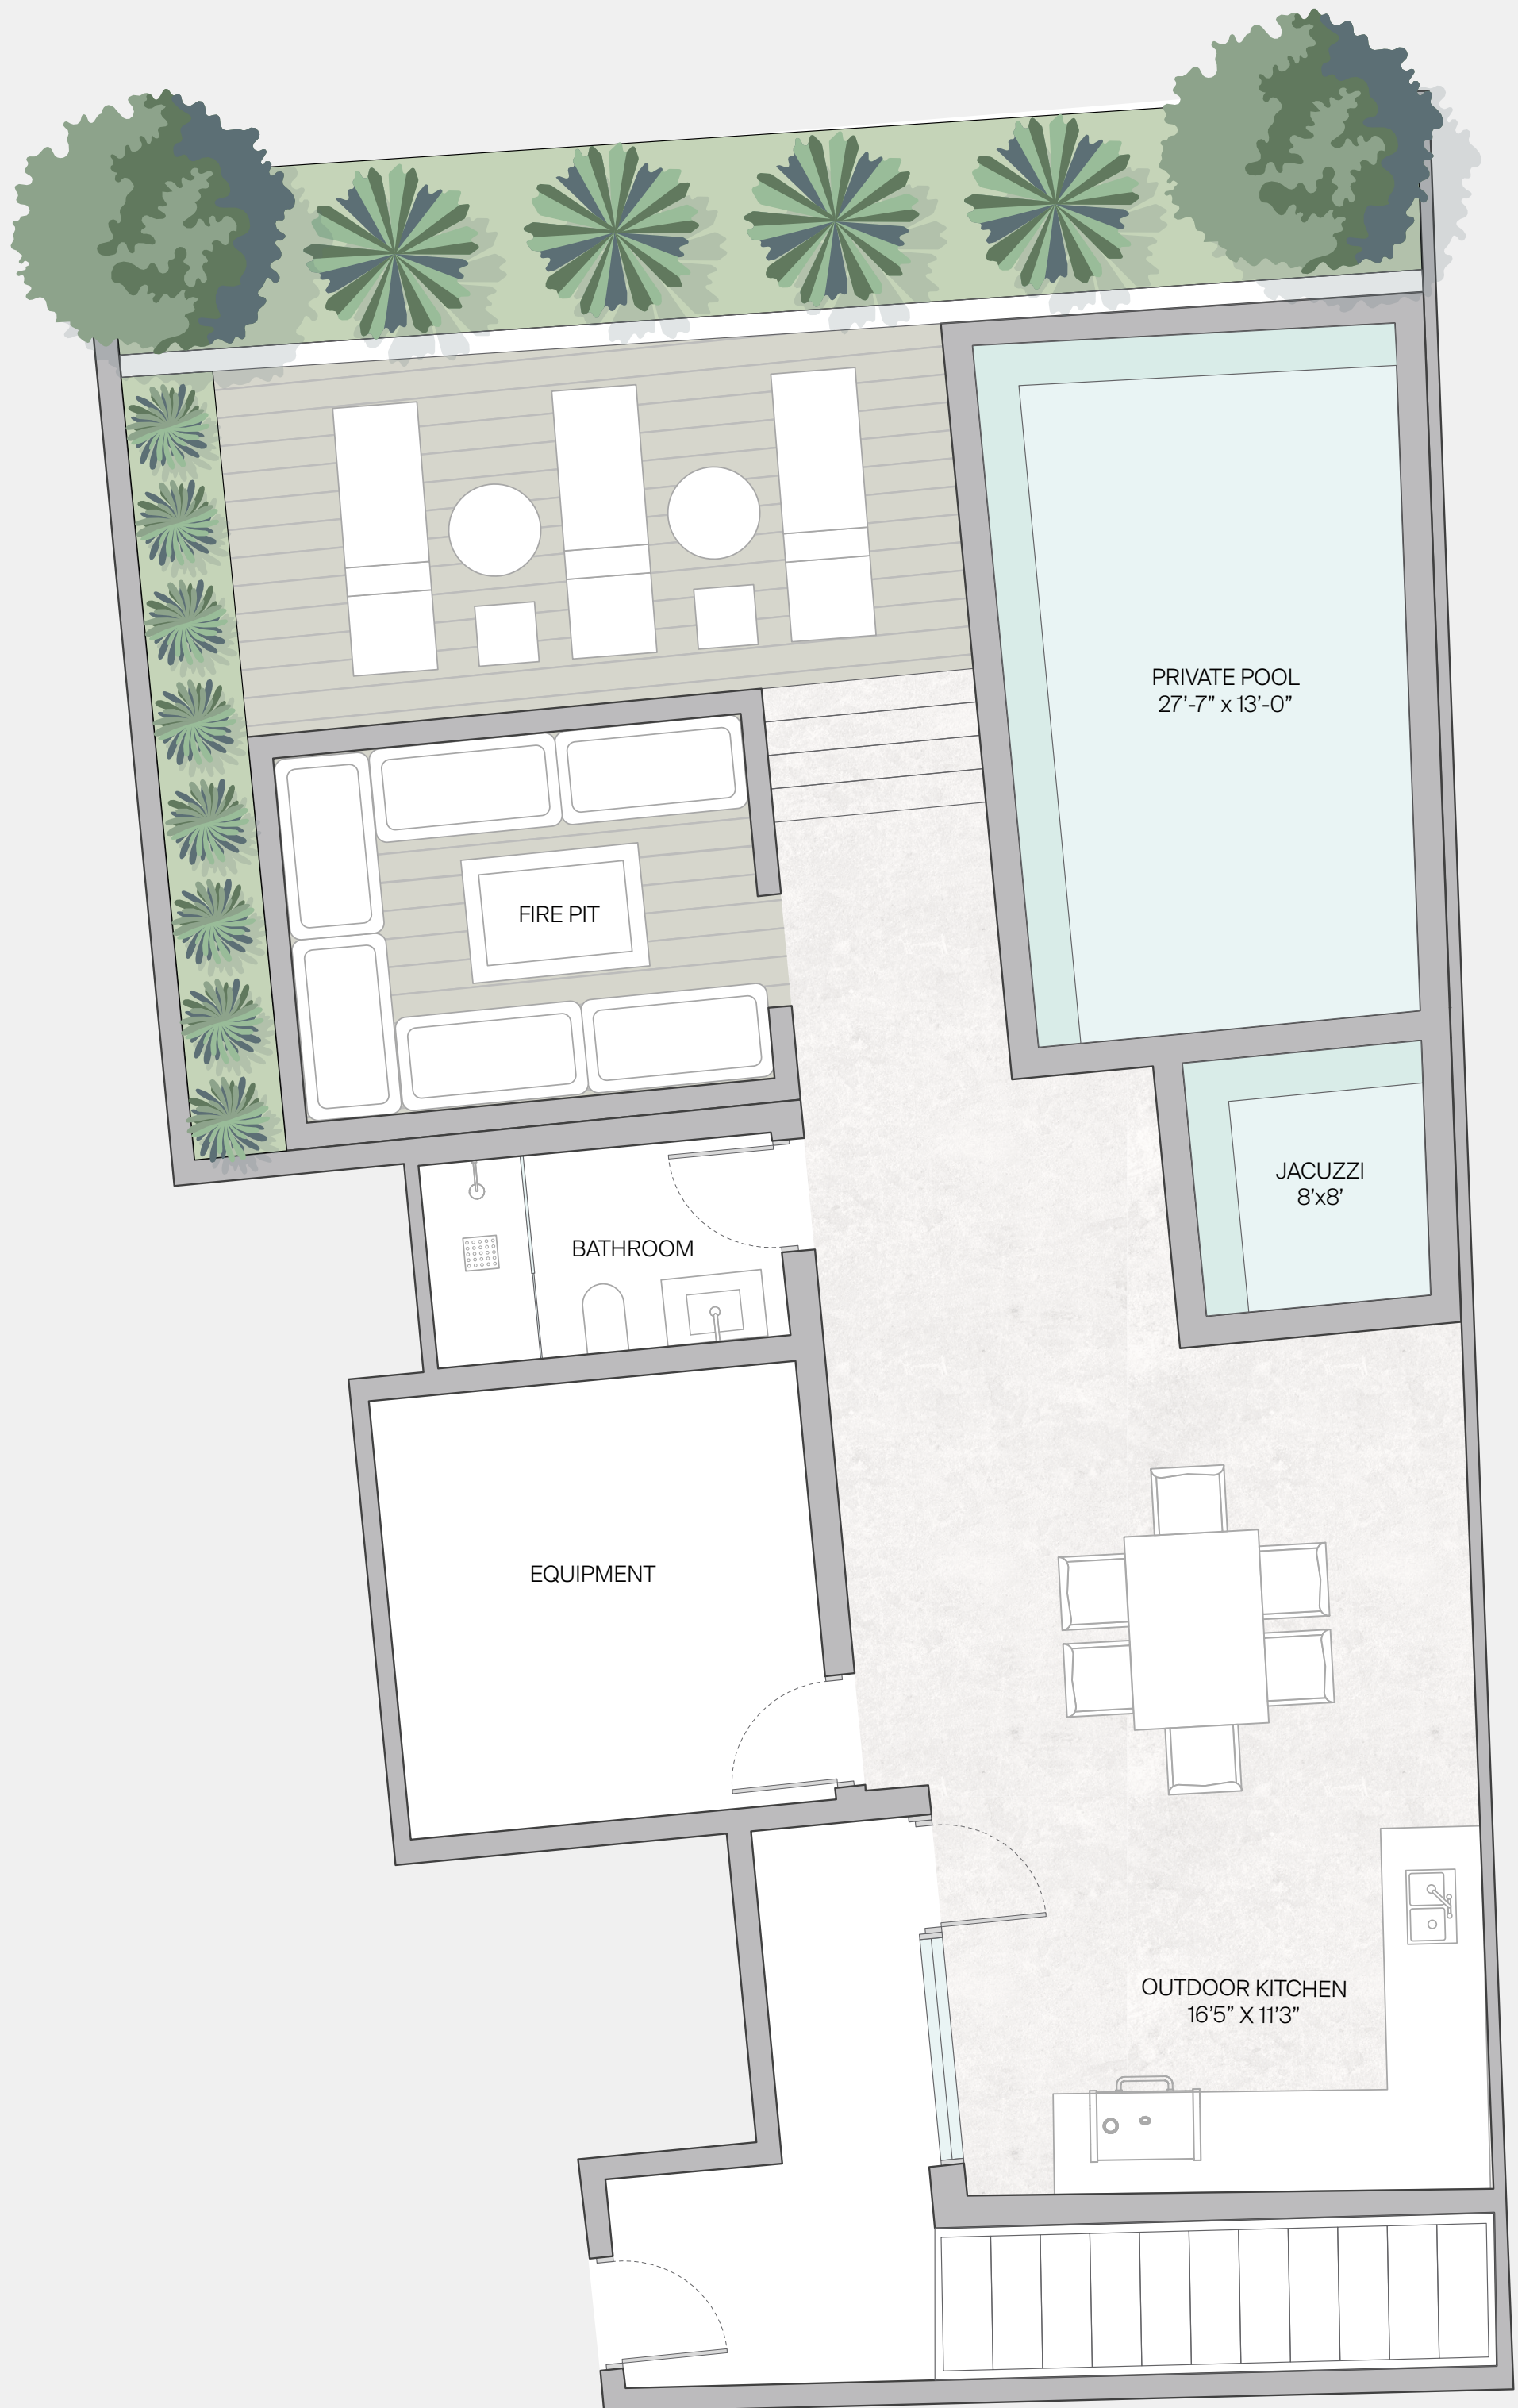 PRIVATE POOL
27’-7” x 13’-0”
FIRE PIT
JACUZZI
8’x8’
BATHROOM
EQUIPMENT
OUTDOOR KITCHEN
16’5” X 11’3”